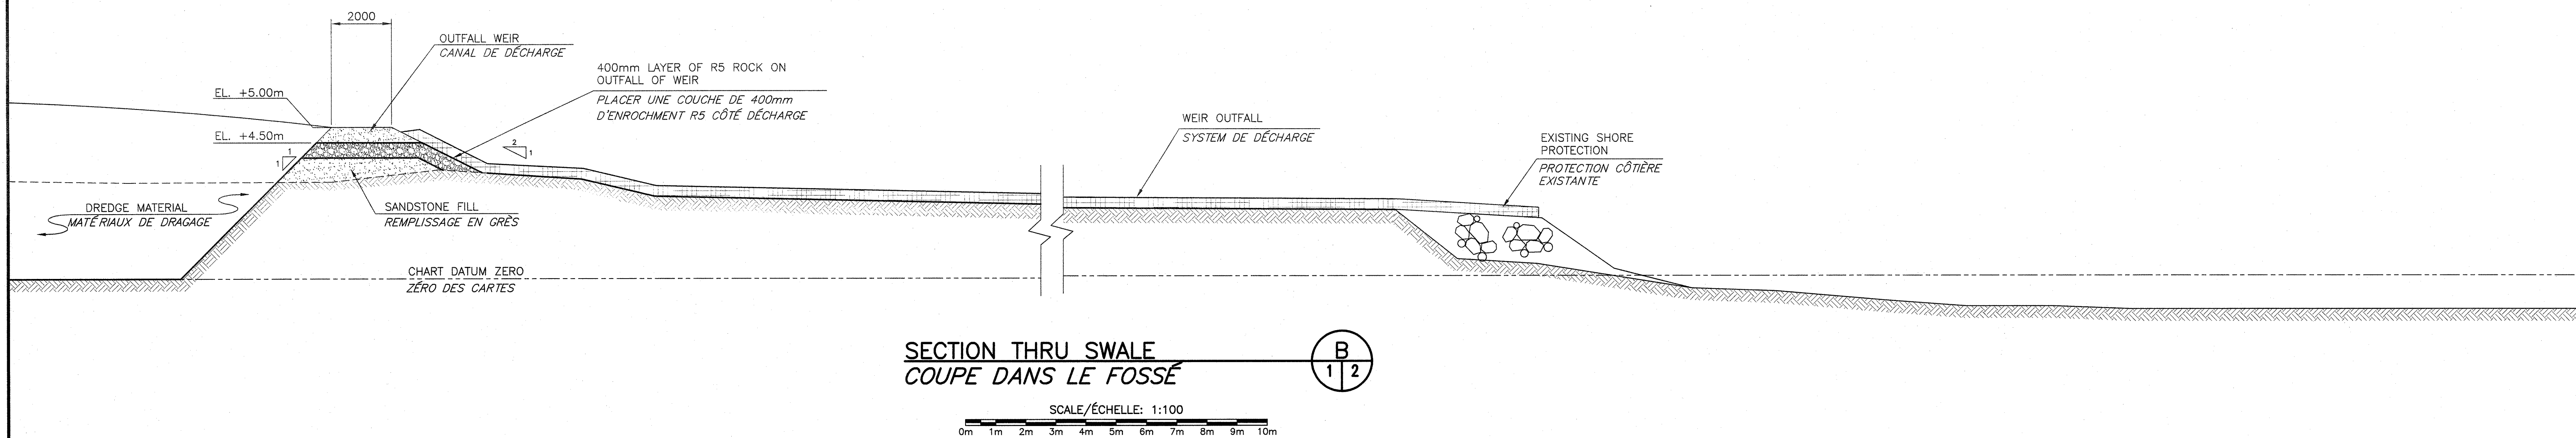 2000
OUTFALL WEIR
CANAL DE DÉCHARGE
400mm LAYER OF R5 ROCK ON
OUTFALL OF WEIR
PLACER UNE COUCHE DE 400mm
D'ENROCHMENT R5 CÔTÉ DÉCHARGE
EL. +5.00m
EL. +4.50m
1
1
2
1
WEIR OUTFALL
SYSTEM DE DÉCHARGE
EXISTING SHORE
PROTECTION
PROTECTION CÔTIÈRE
EXISTANTE
DREDGE MATERIAL
MATÉRIAUX DE DRAGAGE
SANDSTONE FILL
REMPLISSAGE EN GRÈS
CHART DATUM ZERO
ZÉRO DES CARTES
SECTION THRU SWALE
COUPE DANS LE FOSSÉ
B
1 2
SCALE/ÉCHELLE: 1:100
0m 1m 2m 3m 4m 5m 6m 7m 8m 9m 10m